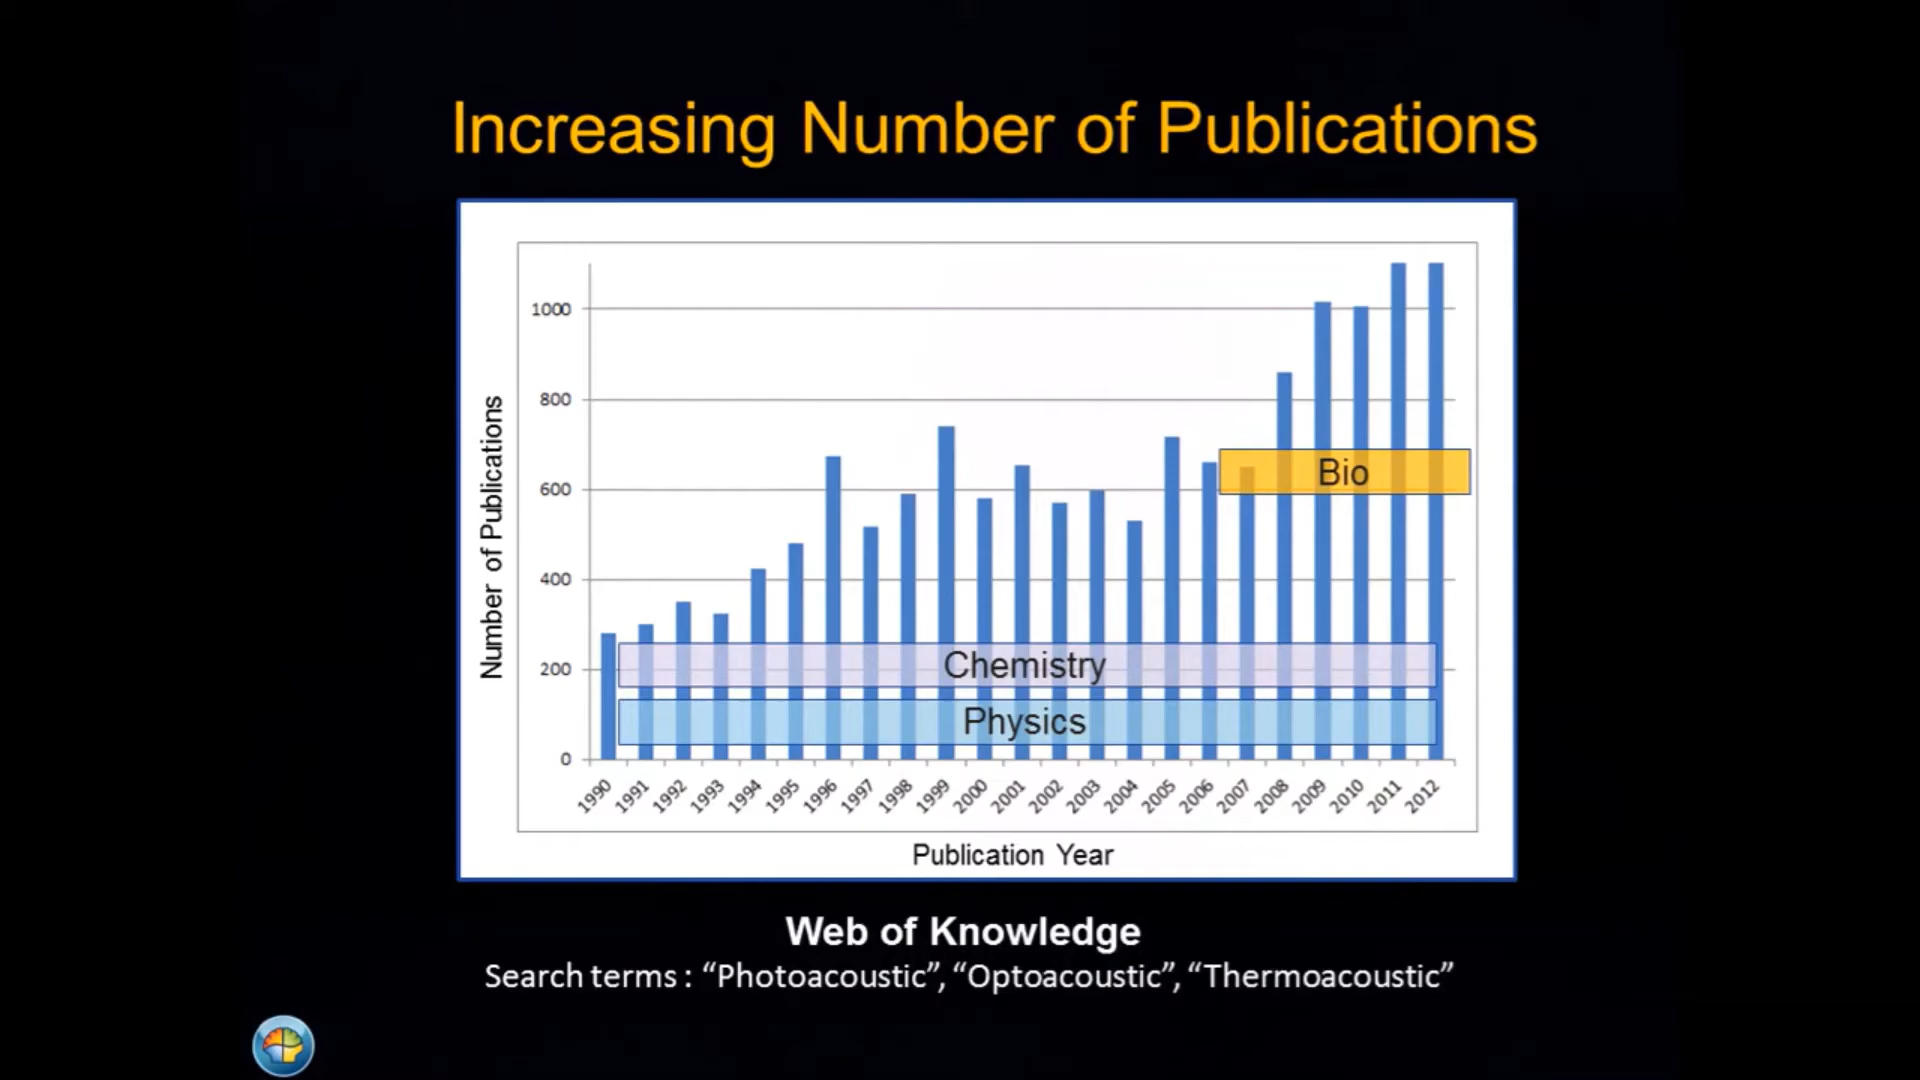 Increasing Number of Publications
Number of Publications
1000
800
600
400
200
0
Bio
Chemistry
Physics
1990 1991 1992 1993 1994 1995 1996 1997 1998 1999 2000 2001 2002 2003 2004 2005 2006 2007 2008 2009 2010 2011 2012
Publication Year
Web of Knowledge
Search terms : “Photoacoustic”, “Optoacoustic”, “Thermoacoustic”